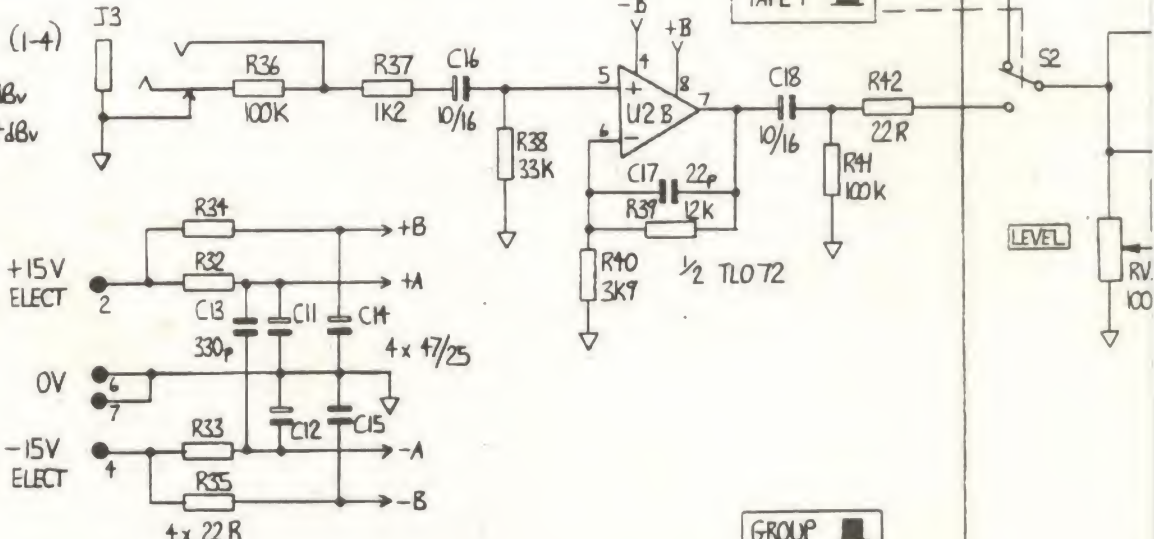 J3
(1-4)
dBv
dBv
R36
100K
R37
1K2
C16
10/16
R38
33K
-B
+B
4
8
5
+
U2B
7
6
−
C17
22p
R39
12K
R40
3K9
½ TL072
C18
10/16
R41
100K
R42
22R
TAPE 1
S2
LEVEL
RV
100
+15V
ELECT
2
R34
R32
+B
+A
C13
330p
C11
C14
4 x 47/25
0V
6
7
C12
C15
-15V
ELECT
4
R33
R35
-A
-B
4 x 22R
GROUP